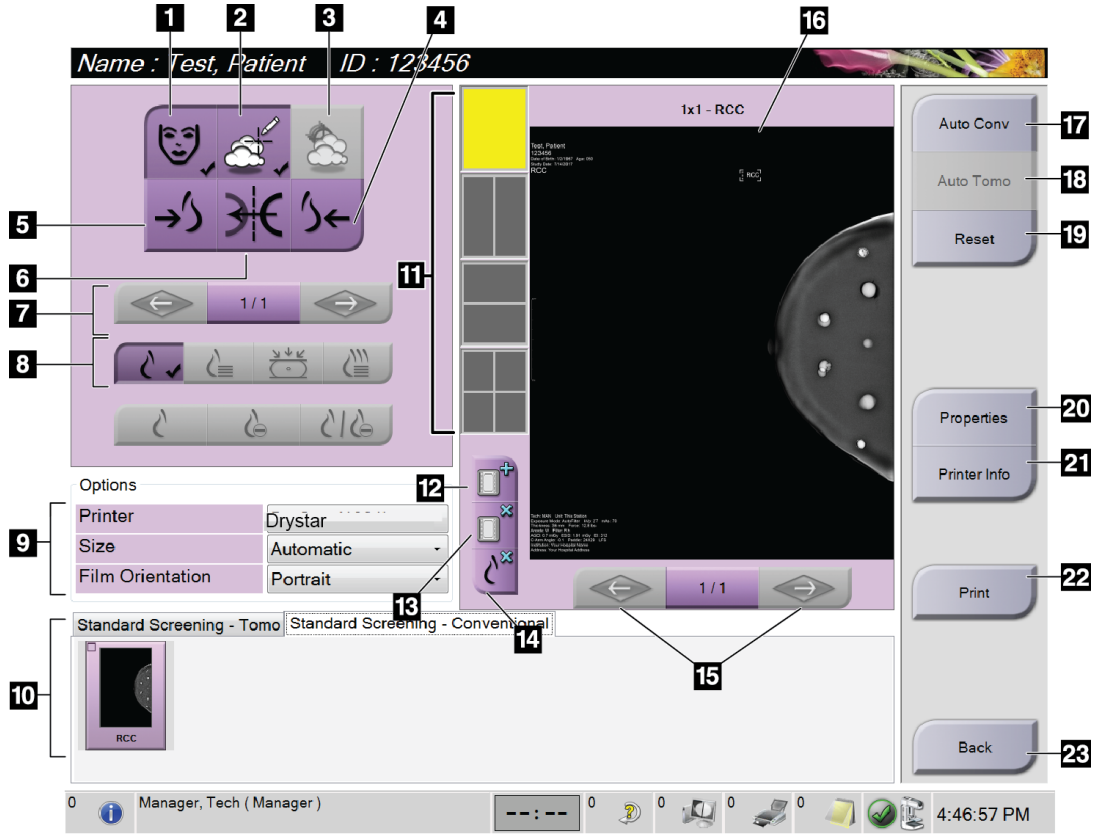 1
2
3
4
16
Name : Test, Patient ID : 123456
1x1 - RCC
Auto Conv
17
Test, Patient
123456
RCC
RCC
Auto Tomo
18
5
Reset
19
6
11
7
1 / 1
8
Properties
20
Printer Info
21
Options
12
9
Printer
Drystar
Size
Automatic
Film Orientation
Portrait
13
14
1 / 1
15
Print
22
Standard Screening - Tomo
Standard Screening - Conventional
10
RCC
Back
23
0
Manager, Tech ( Manager )
--:--
0
0
0
0
4:46:57 PM